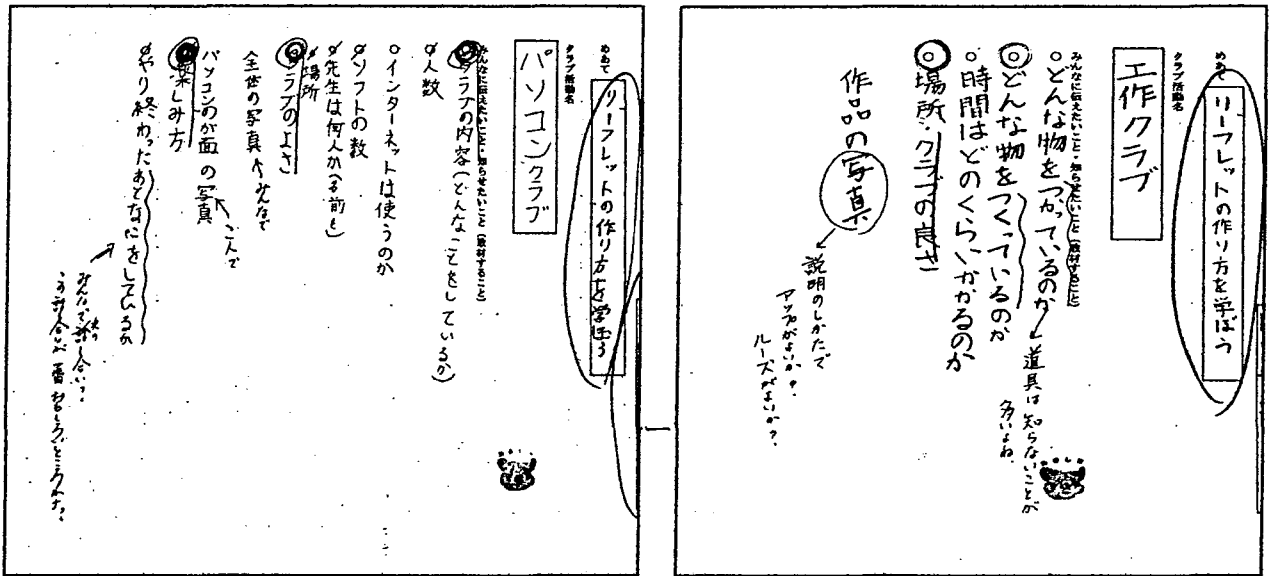 めあて
リーフレットの作り方を学ぼう
クラブ活動名
工作クラブ
みんなに伝えたいこと・知らせたいこと(取材すること)
○どんな物をつかっているのか
道具は知らないことが
多いよね。
○どんな物をつくっているのか
○時間はどのくらいかかるのか
○場所・クラブの良さ
作品の写真
説明のしかたで
アップがよいか?
ルーズがよいか?
めあて
リーフレットの作り方を学ぼう
クラブ活動名
パソコンクラブ
みんなに伝えたいこと・知らせたいこと(取材すること)
○クラブの内容(どんなことをしているか)
○人数
○インターネットは使うのか
○ソフトの数
○先生は何人か(名前も)
○場所
○クラブのよさ
全体の写真
みんなで
パソコンのが面の写真
こんで
○楽しみ方
○やり終わったあとなにをしているか
みんなで